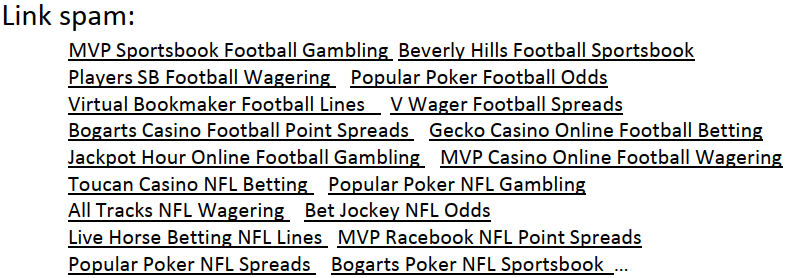 Link spam:
MVP Sportsbook Football Gambling Beverly Hills Football Sportsbook
Players SB Football Wagering Popular Poker Football Odds
Virtual Bookmaker Football Lines V Wager Football Spreads
Bogarts Casino Football Point Spreads Gecko Casino Online Football Betting
Jackpot Hour Online Football Gambling MVP Casino Online Football Wagering
Toucan Casino NFL Betting Popular Poker NFL Gambling
All Tracks NFL Wagering Bet Jockey NFL Odds
Live Horse Betting NFL Lines MVP Racebook NFL Point Spreads
Popular Poker NFL Spreads Bogarts Poker NFL Sportsbook ...